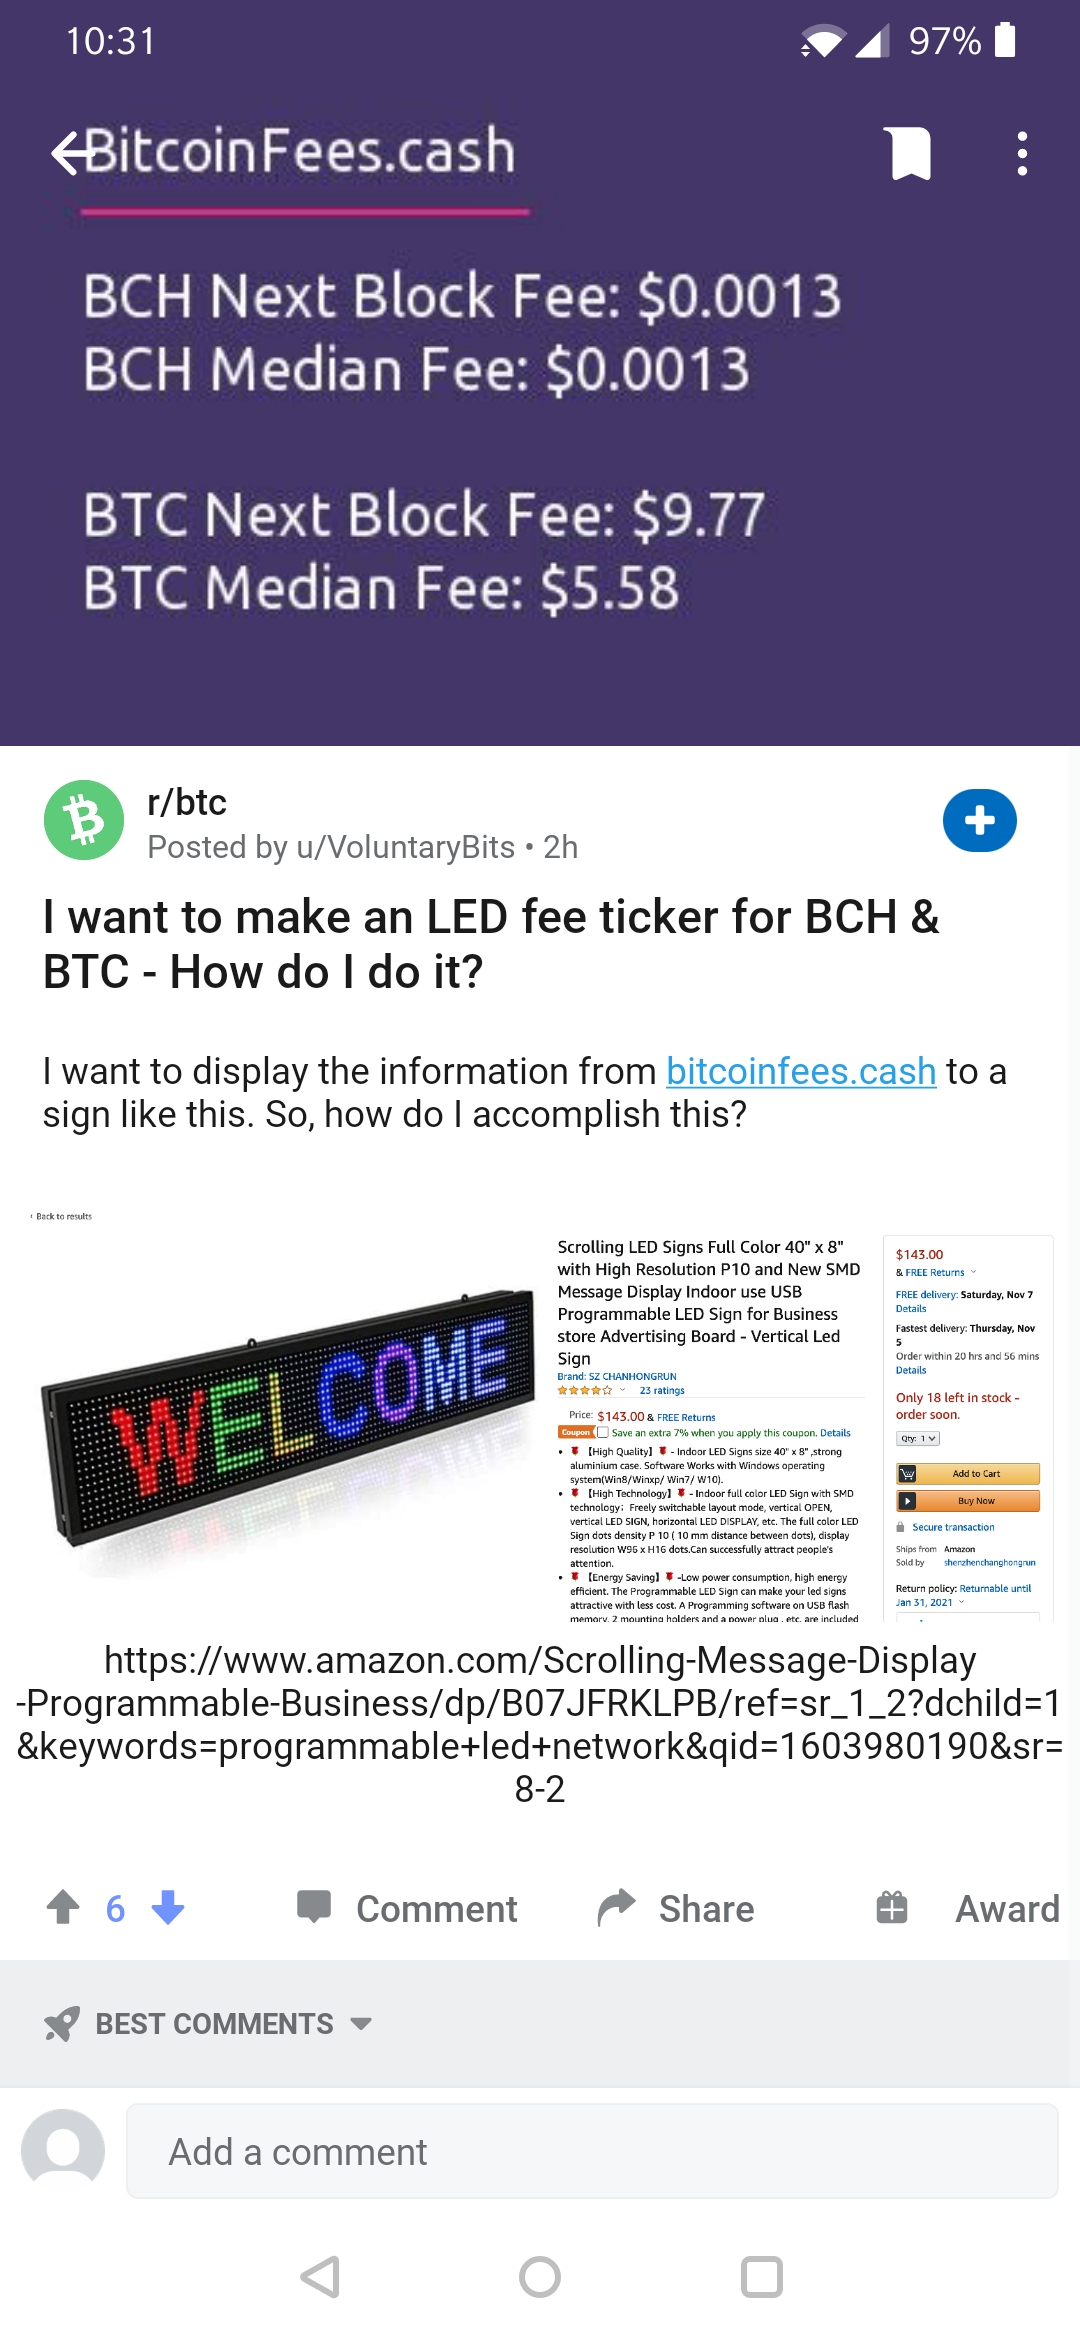 10:31
97%
BitcoinFees.cash
BCH Next Block Fee: $0.0013
BCH Median Fee: $0.0013
BTC Next Block Fee: $9.77
BTC Median Fee: $5.58
r/btc
Posted by u/VoluntaryBits • 2h
I want to make an LED fee ticker for BCH &
BTC - How do I do it?
I want to display the information from bitcoinfees.cash to a
sign like this. So, how do I accomplish this?
‹ Back to results
WELCOME
Scrolling LED Signs Full Color 40" x 8"
with High Resolution P10 and New SMD
Message Display Indoor use USB
Programmable LED Sign for Business
store Advertising Board - Vertical Led
Sign
Brand: SZ CHANHONGRUN
23 ratings
Price: $143.00 & FREE Returns
Coupon Save an extra 7% when you apply this coupon. Details
• 【High Quality】 - Indoor LED Signs size 40" x 8" ,strong
aluminium case. Software Works with Windows operating
system(Win8/Winxp/ Win7/ W10).
• 【High Technology】 - Indoor full color LED Sign with SMD
technology; Freely switchable layout mode, vertical OPEN,
vertical LED SIGN, horizontal LED DISPLAY, etc. The full color LED
Sign dots density P 10 ( 10 mm distance between dots), display
resolution W96 x H16 dots.Can successfully attract people's
attention.
• 【Energy Saving】 -Low power consumption, high energy
efficient. The Programmable LED Sign can make your led signs
attractive with less cost. A Programming software on USB flash
memory, 2 mounting holders and a power plug , etc. are included
$143.00
& FREE Returns
FREE delivery: Saturday, Nov 7
Details
Fastest delivery: Thursday, Nov
5
Order within 20 hrs and 56 mins
Details
Only 18 left in stock -
order soon.
Qty: 1
Add to Cart
Buy Now
Secure transaction
Ships from Amazon
Sold by shenzhenchanghongrun
Return policy: Returnable until
Jan 31, 2021
https://www.amazon.com/Scrolling-Message-Display
-Programmable-Business/dp/B07JFRKLPB/ref=sr_1_2?dchild=1
&keywords=programmable+led+network&qid=1603980190&sr=
8-2
6
Comment
Share
Award
BEST COMMENTS
Add a comment